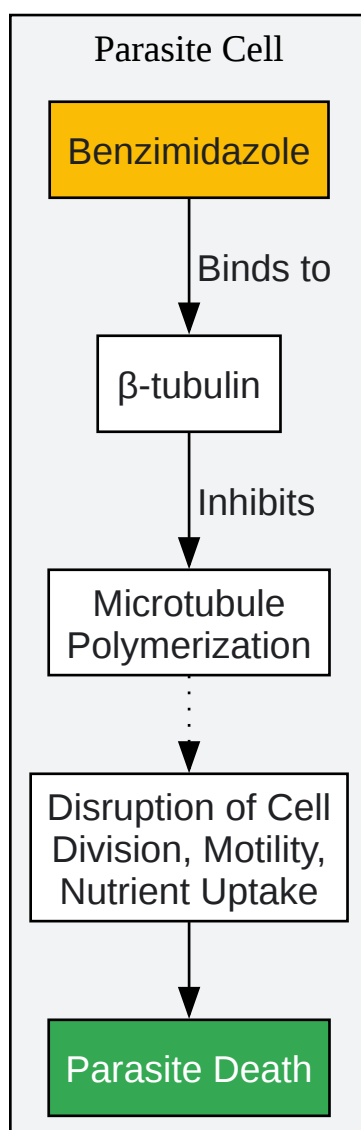 Parasite Cell
Benzimidazole
Binds to
β-tubulin
Inhibits
Microtubule
Polymerization
Disruption of Cell
Division, Motility,
Nutrient Uptake
Parasite Death